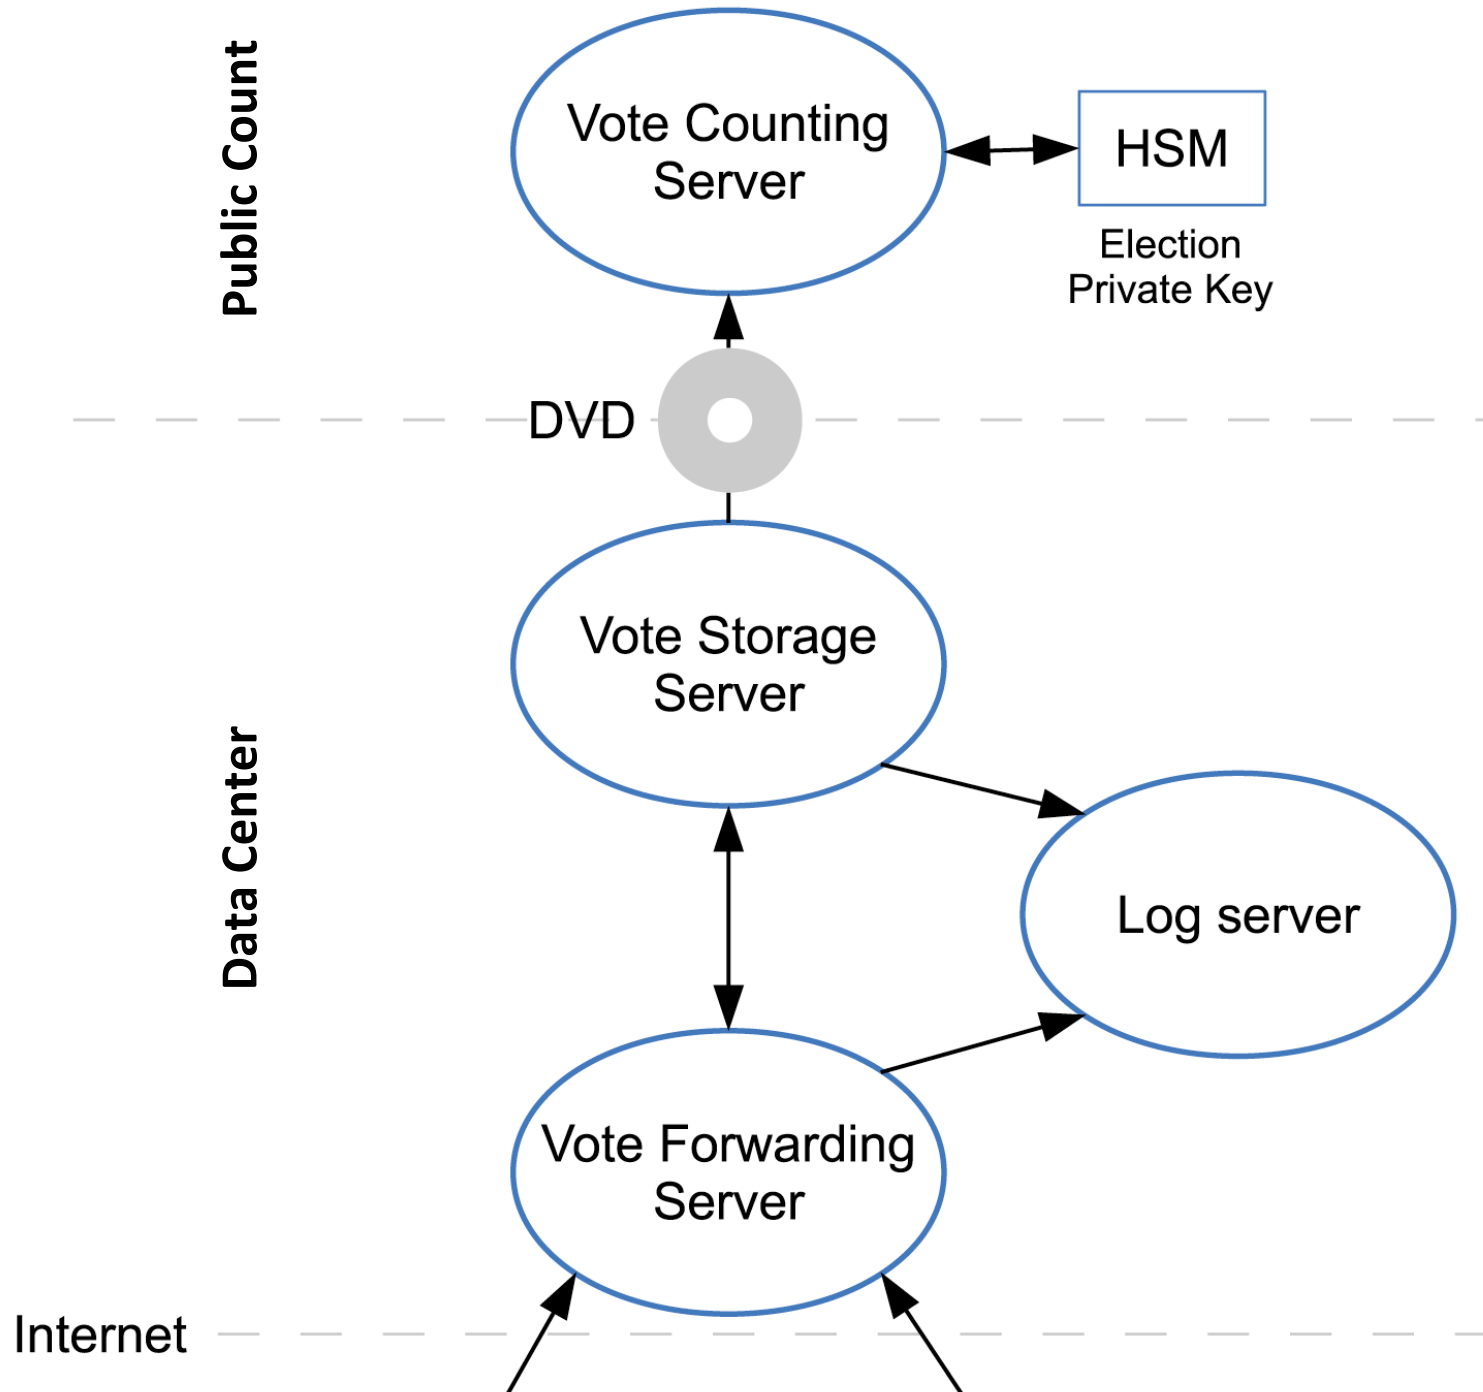 Public Count
Vote Counting
Server
HSM
Election
Private Key
DVD
Data Center
Vote Storage
Server
Log server
Vote Forwarding
Server
Internet